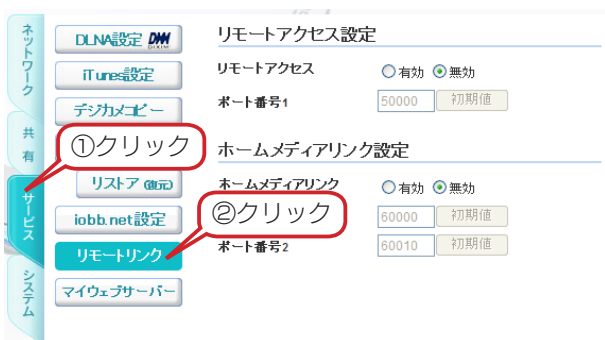 ネットワーク
共有
サービス
システム
DLNA設定 DiXiM
iTunes設定
デジカメコピー
①クリック
リストア(復元)
iobb.net設定
リモートリンク
マイウェブサーバー
リモートアクセス設定
リモートアクセス ○有効 ◉無効
ポート番号1 50000 初期値
ホームメディアリンク設定
ホームメディアリンク ○有効 ◉無効
②クリック
60000 初期値
ポート番号2 60010 初期値